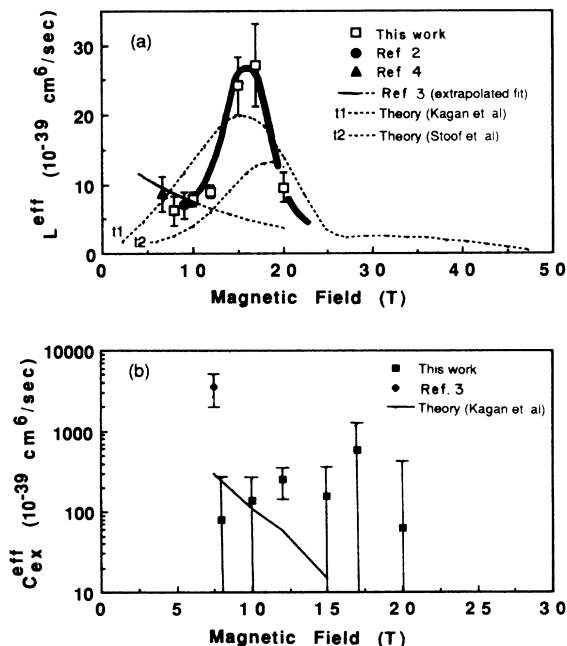 (a)
This work
Ref 2
Ref 4
Ref 3 (extrapolated fit)
t1 Theory (Kagan et al)
t2 Theory (Stoof et al)
L^eff (10^-39 cm^6/sec)
30
20
10
0
t1
t2
0 10 20 30 40 50
Magnetic Field (T)
(b)
This work
Ref. 3
Theory (Kagan et al)
C_ex^eff (10^-39 cm^6/sec)
10000
1000
100
10
0 5 10 15 20 25 30
Magnetic Field (T)